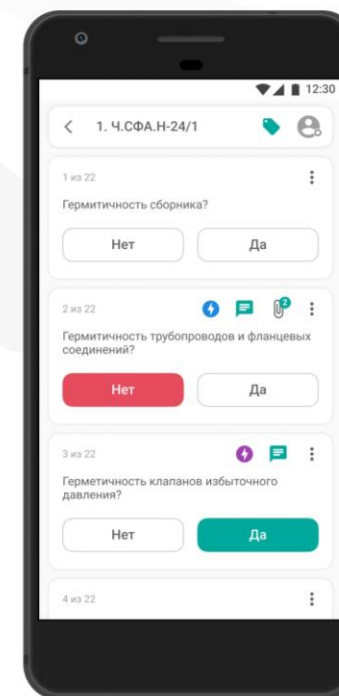 12:30
1. Ч.СФА.Н-24/1
1 из 22
Гермитичность сборника?
Нет
Да
2 из 22
2
Гермитичность трубопроводов и фланцевых
соединений?
Нет
Да
3 из 22
Герметичность клапанов избыточного
давления?
Нет
Да
4 из 22